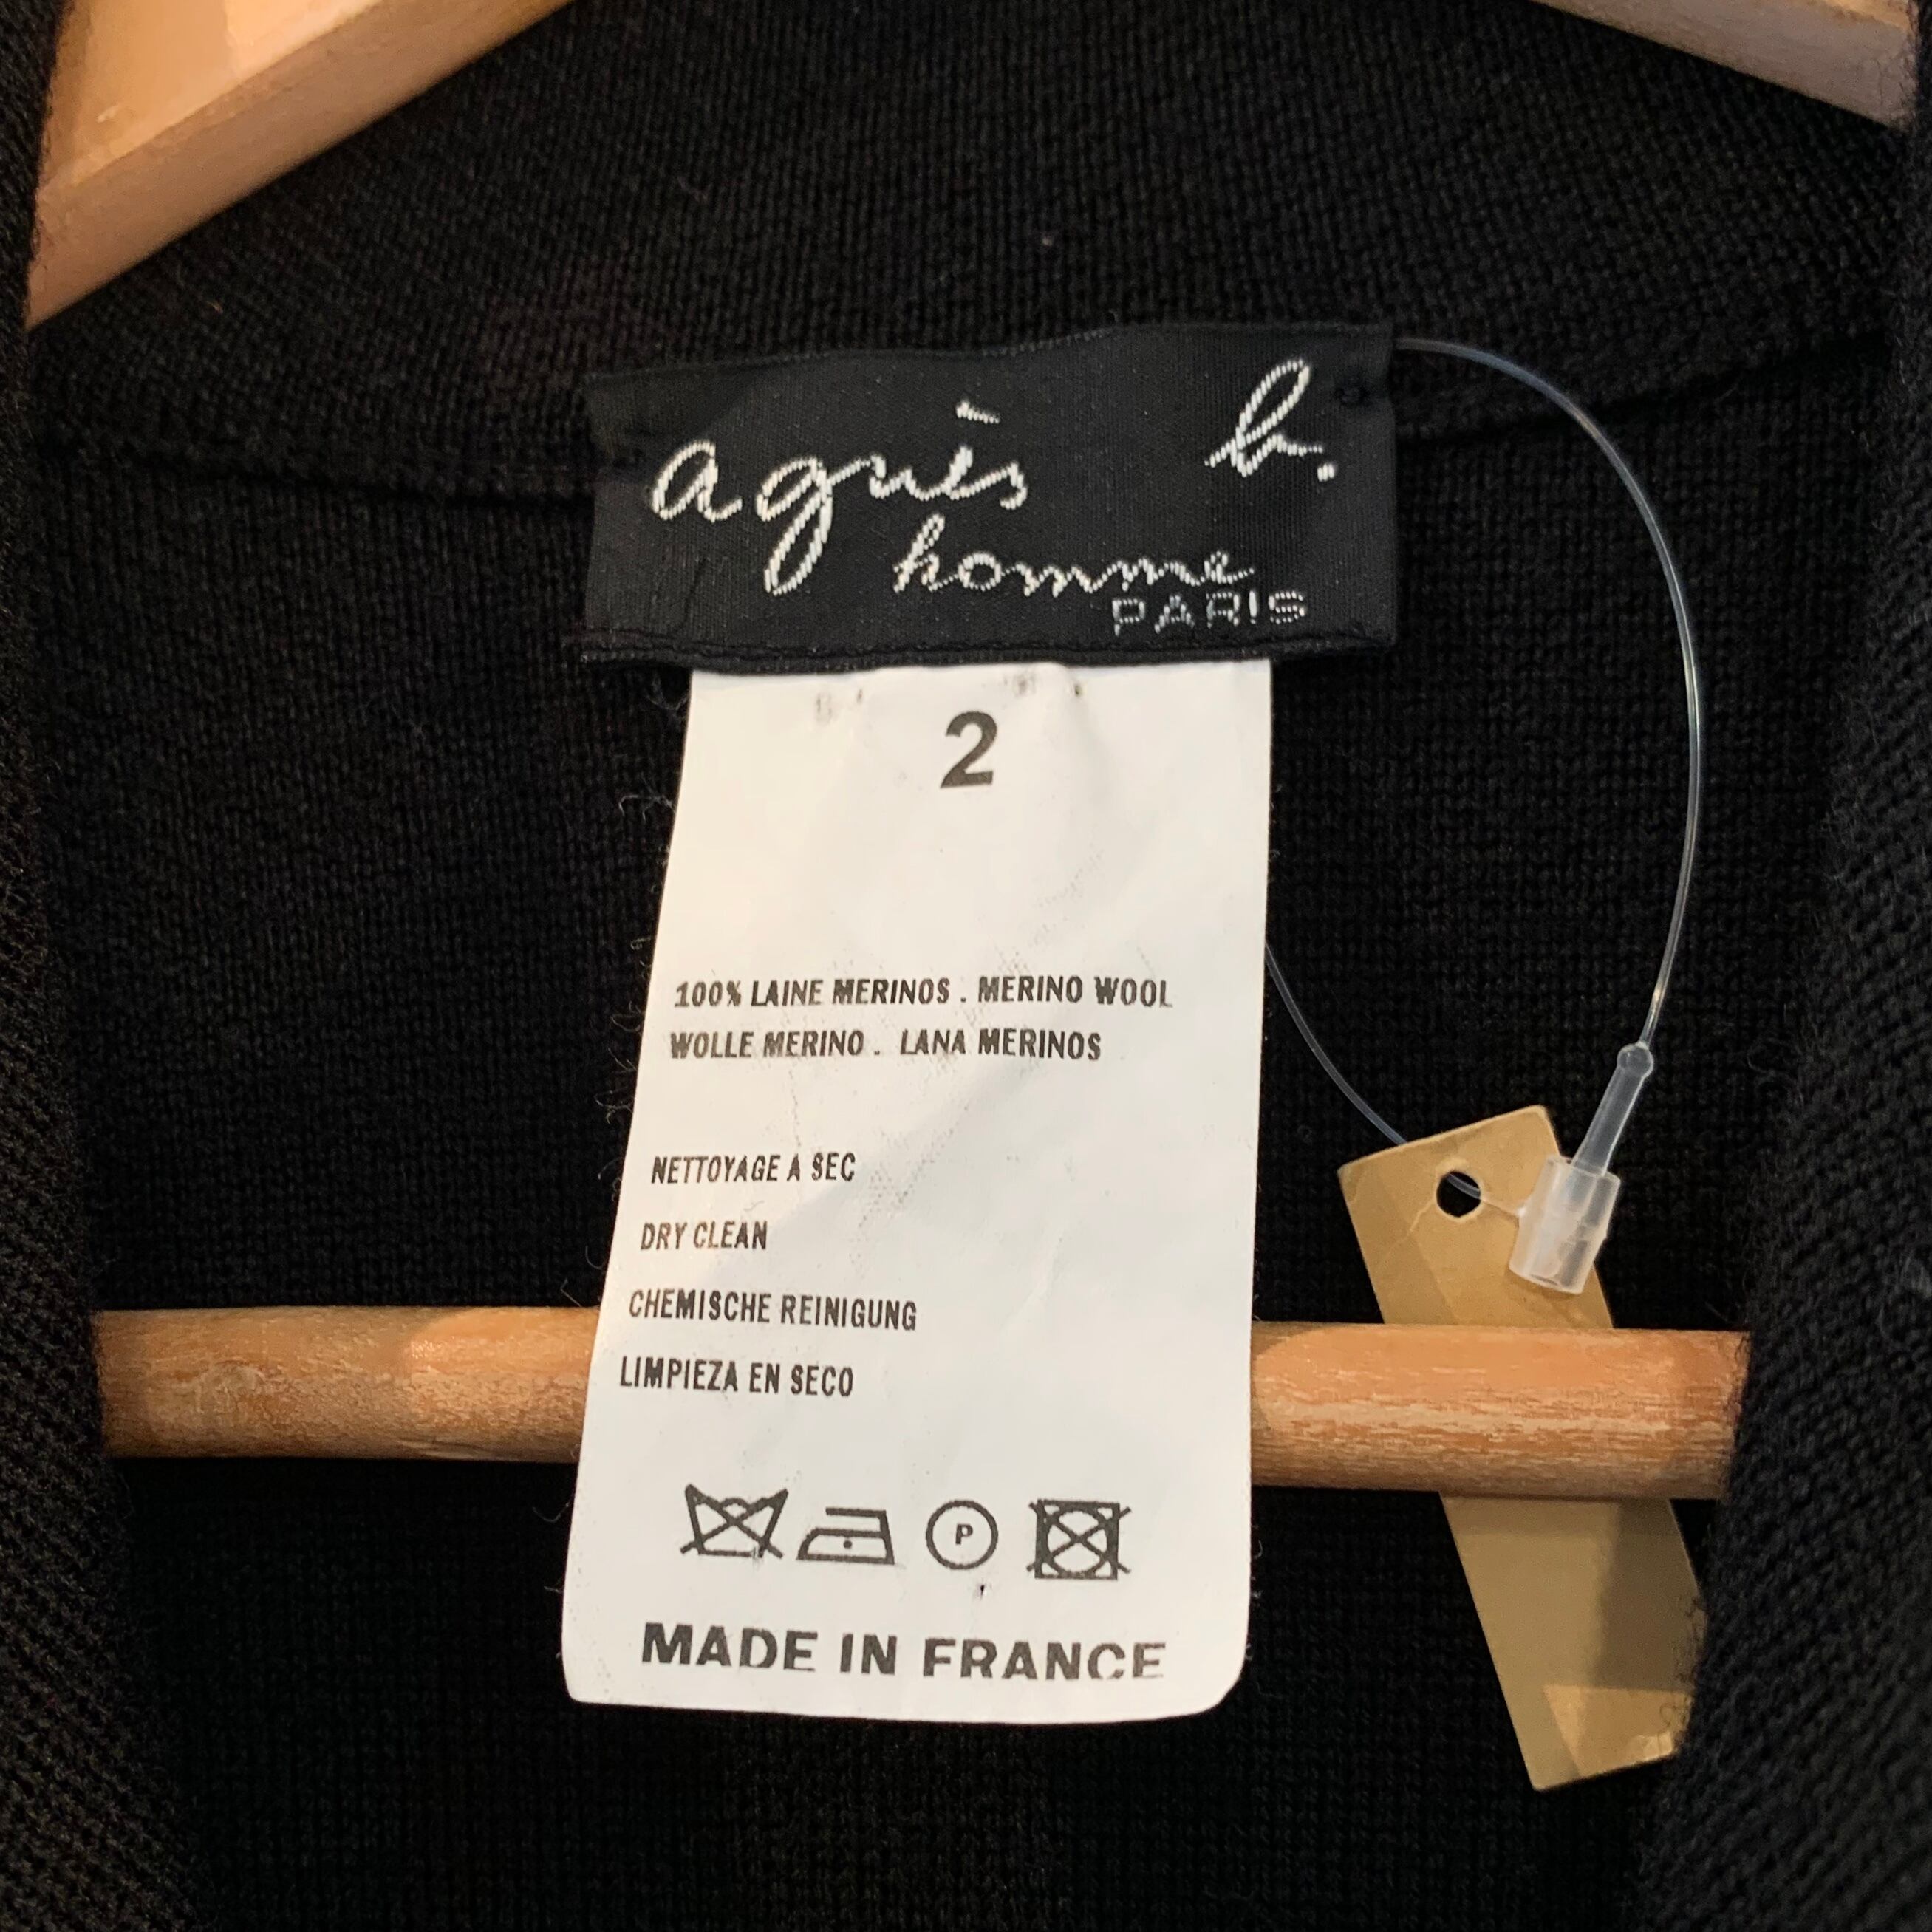 agnès b.
homme
PARIS
2
100% LAINE MERINOS . MERINO WOOL
WOLLE MERINO . LANA MERINOS
NETTOYAGE A SEC
DRY CLEAN
CHEMISCHE REINIGUNG
LIMPIEZA EN SECO
P
MADE IN FRANCE